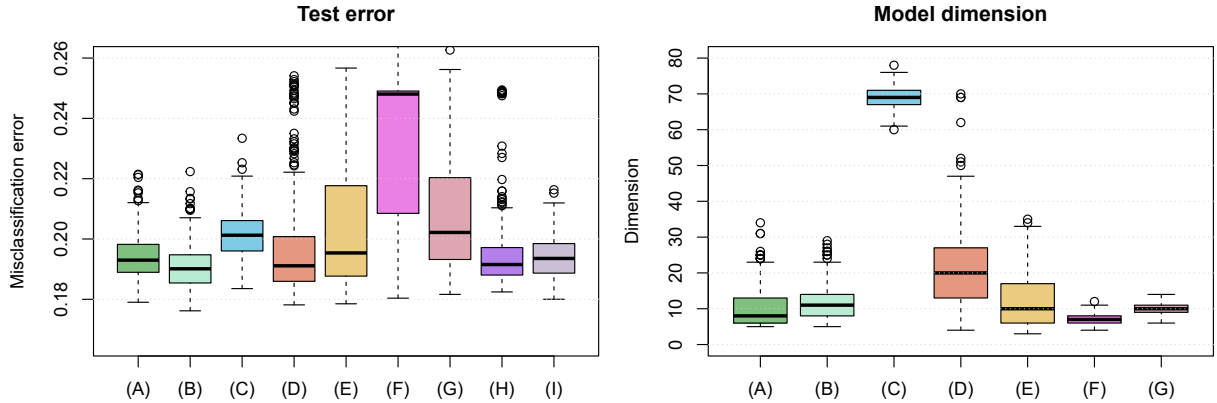 Test error
Misclassification error
0.26
0.24
0.22
0.20
0.18
(A) (B) (C) (D) (E) (F) (G) (H) (I)
Model dimension
Dimension
80
70
60
50
40
30
20
10
0
(A) (B) (C) (D) (E) (F) (G)